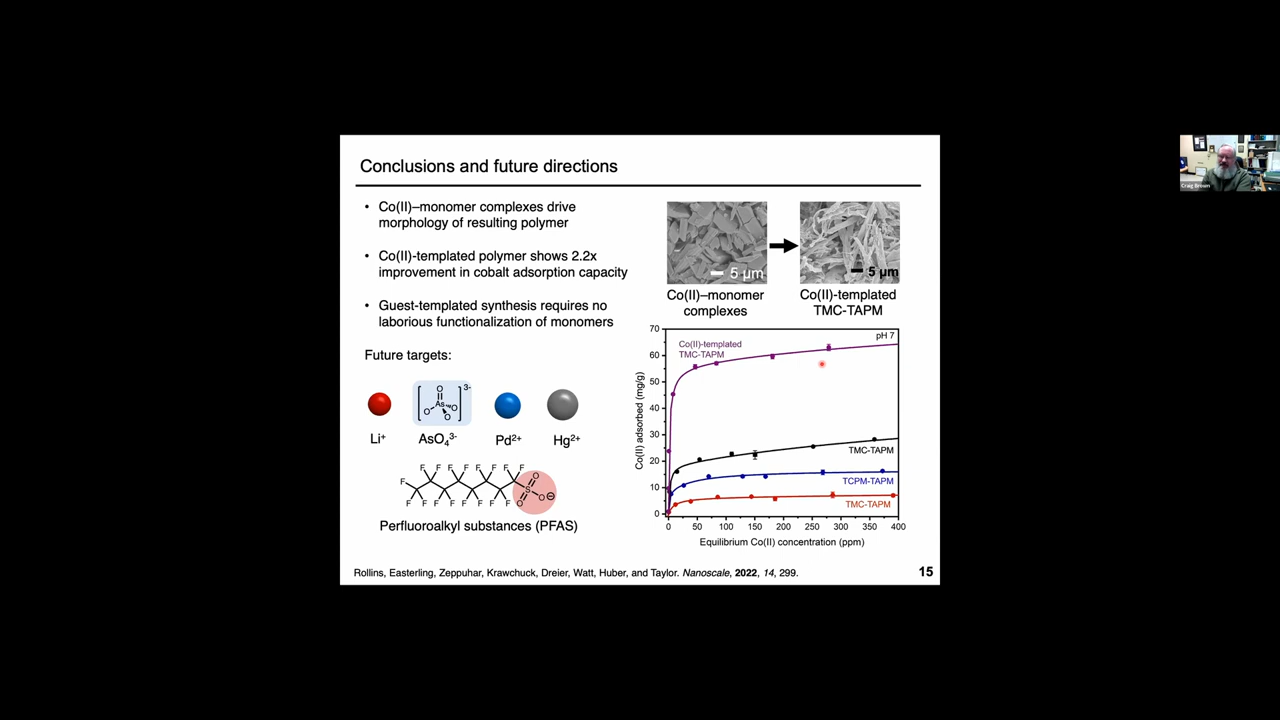 Conclusions and future directions
• Co(II)–monomer complexes drive
morphology of resulting polymer
• Co(II)-templated polymer shows 2.2x
improvement in cobalt adsorption capacity
• Guest-templated synthesis requires no
laborious functionalization of monomers
Future targets:
Li⁺
O
As
O
O
O
3-
AsO₄³⁻
Pd²⁺
Hg²⁺
F F F F F F F
F
F F F F F F F F F
S
O
O
O⊖
Perfluoroalkyl substances (PFAS)
5 µm
5 µm
Co(II)–monomer
complexes
Co(II)-templated
TMC-TAPM
pH 7
Co(II)-templated
TMC-TAPM
TMC-TAPM
TCPM-TAPM
TMC-TAPM
Co(II) adsorbed (mg/g)
70
60
50
40
30
20
10
0
0 50 100 150 200 250 300 350 400
Equilibrium Co(II) concentration (ppm)
Rollins, Easterling, Zeppuhar, Krawchuck, Dreier, Watt, Huber, and Taylor. Nanoscale, 2022, 14, 299.
15
Craig Brown